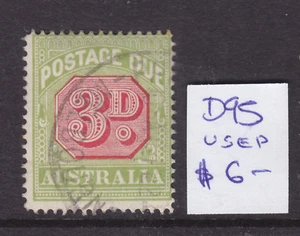 POSTAGE DUE
3D.
AUSTRALIA
D95
USED
$6-